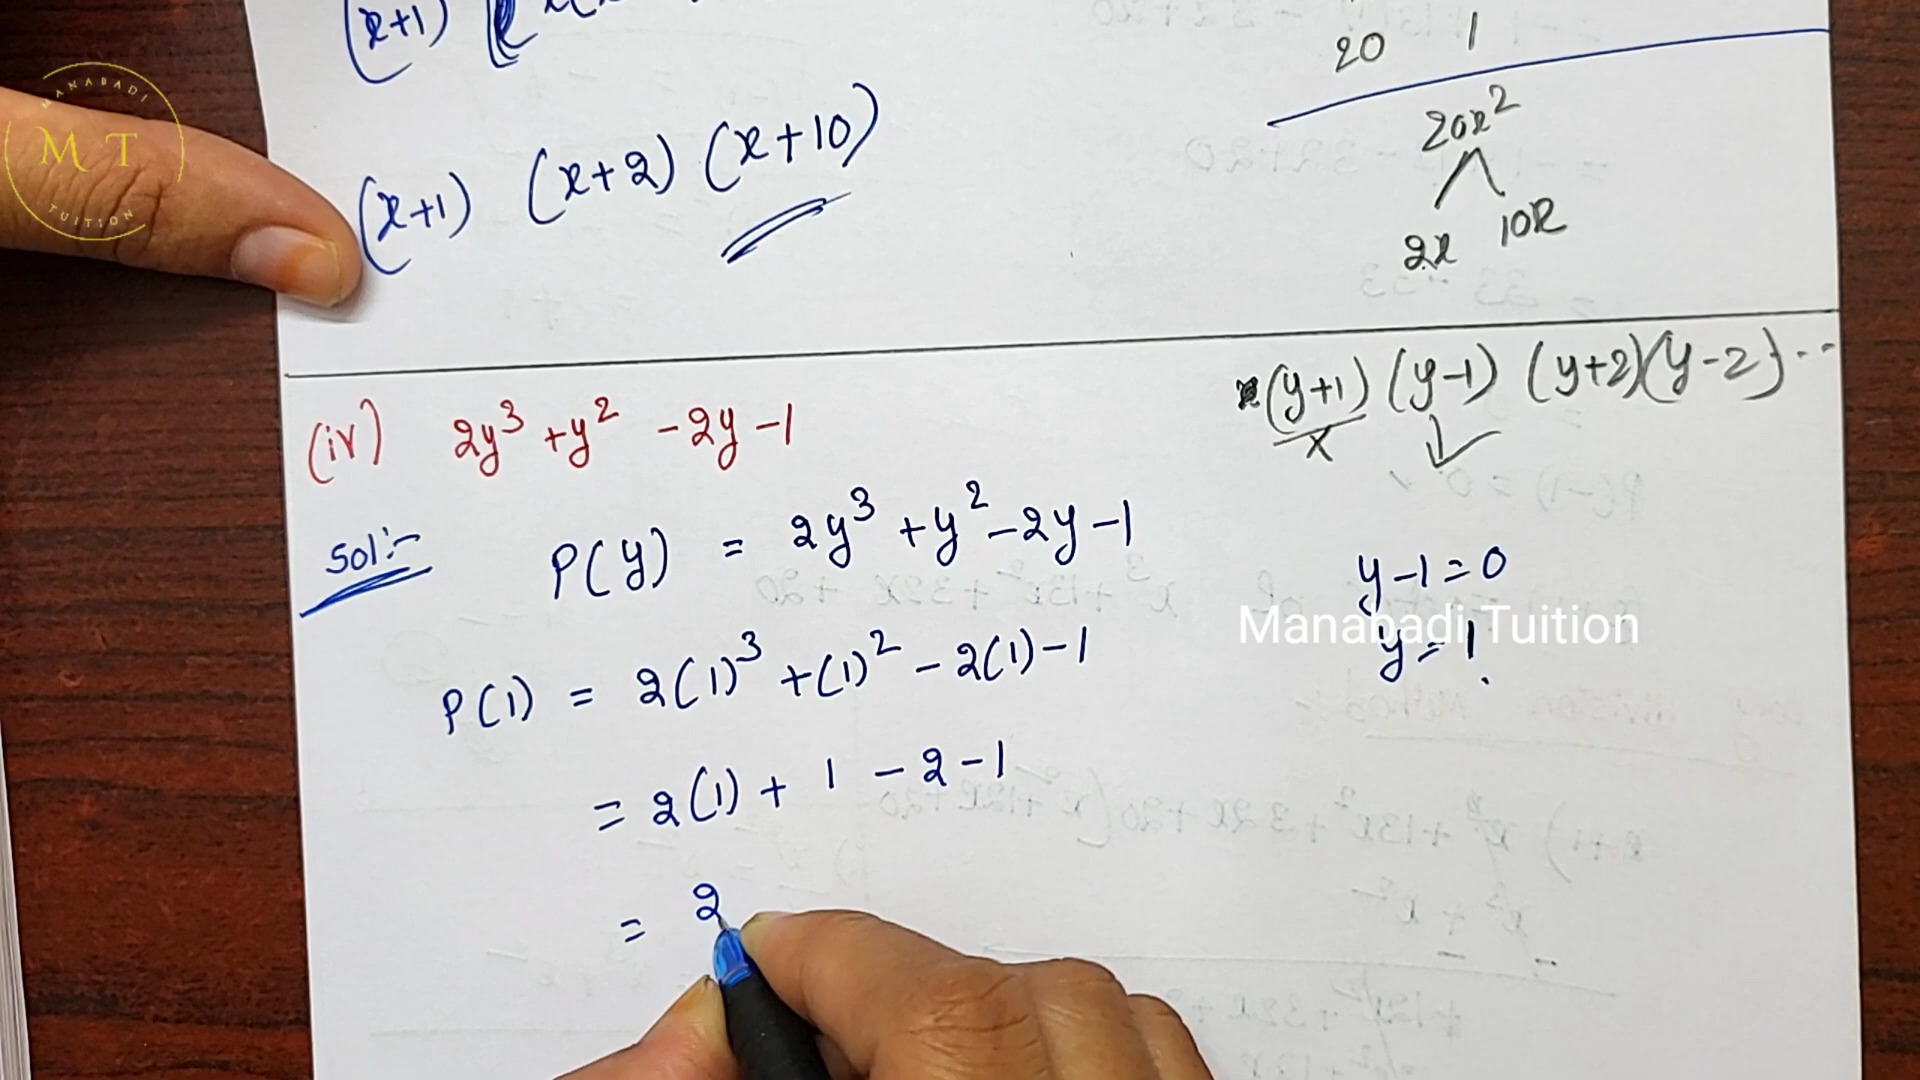 (x+1)
20 1
20x²
2x 10x
(x+1) (x+2) (x+10)
MANABADI
M T
TUITION
(y+1) (y-1) (y+2)(y-2)...
x
(iv) 2y³ + y² - 2y - 1
Sol:-
P(y) = 2y³ + y² - 2y - 1
y - 1 = 0
y = 1.
Manabadi Tuition
P(1) = 2(1)³ + (1)² - 2(1) - 1
= 2(1) + 1 - 2 - 1
= 2